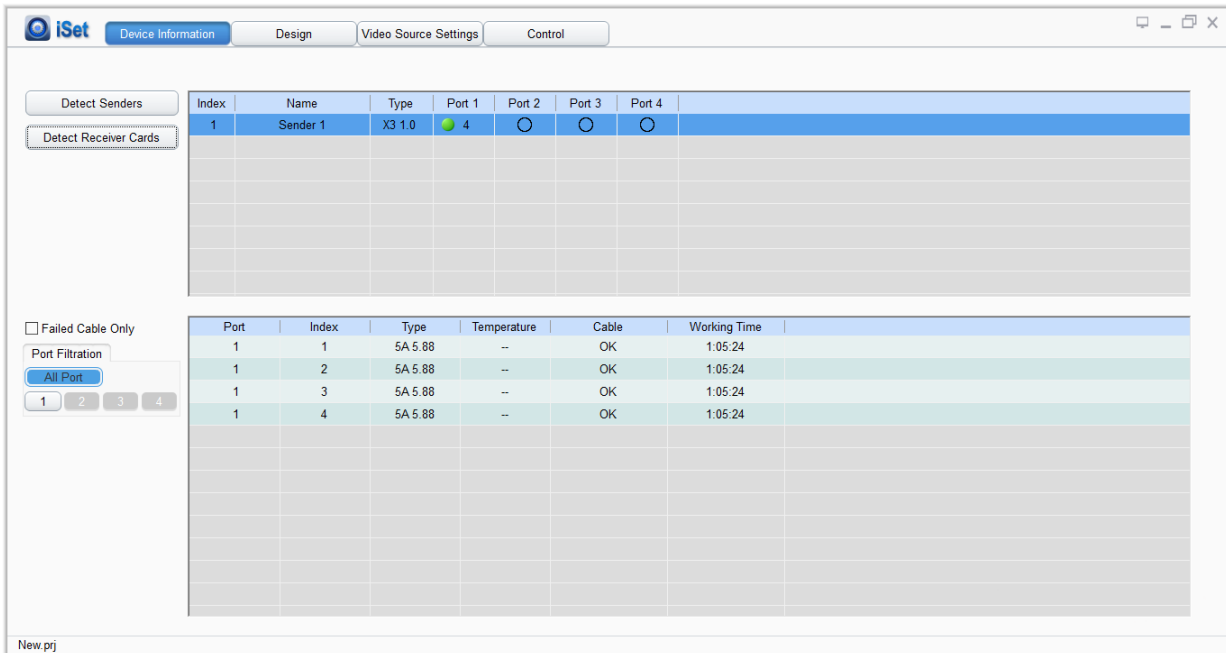 iSet Device Information Design Video Source Settings Control
Detect Senders
Detect Receiver Cards
Index Name Type Port 1 Port 2 Port 3 Port 4
1 Sender 1 X3 1.0 4
Failed Cable Only
Port Filtration
All Port
1 2 3 4
Port Index Type Temperature Cable Working Time
1 1 5A 5.88 -- OK 1:05:24
1 2 5A 5.88 -- OK 1:05:24
1 3 5A 5.88 -- OK 1:05:24
1 4 5A 5.88 -- OK 1:05:24
New.prj